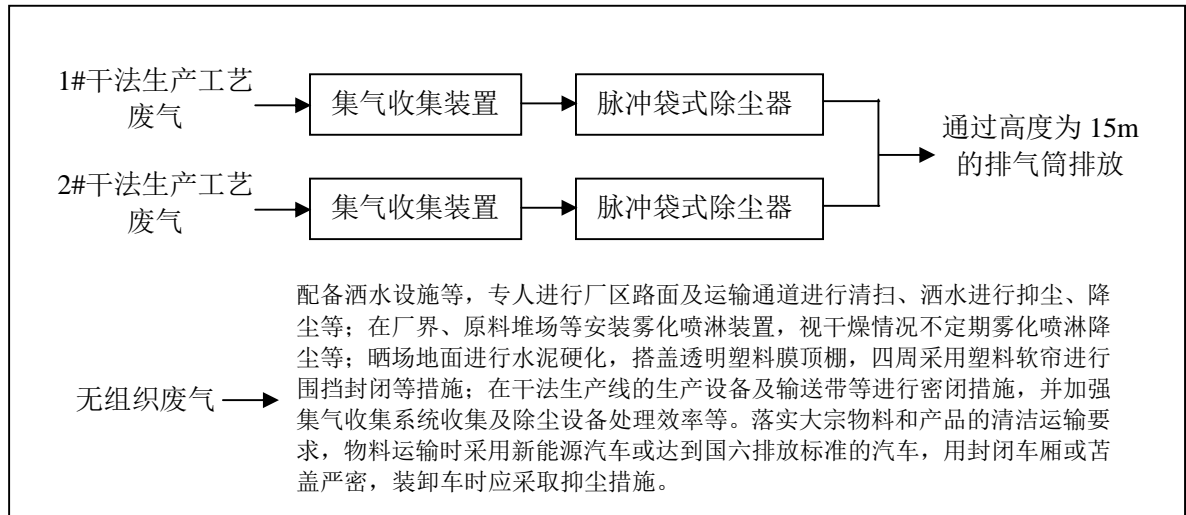 1#干法生产工艺
废气
集气收集装置
脉冲袋式除尘器
通过高度为 15m
的排气筒排放
2#干法生产工艺
废气
集气收集装置
脉冲袋式除尘器
无组织废气
配备洒水设施等，专人进行厂区路面及运输通道进行清扫、洒水进行抑尘、降
尘等；在厂界、原料堆场等安装雾化喷淋装置，视干燥情况不定期雾化喷淋降
尘等；晒场地面进行水泥硬化，搭盖透明塑料膜顶棚，四周采用塑料软帘进行
围挡封闭等措施；在干法生产线的生产设备及输送带等进行密闭措施，并加强
集气收集系统收集及除尘设备处理效率等。落实大宗物料和产品的清洁运输要
求，物料运输时采用新能源汽车或达到国六排放标准的汽车，用封闭车厢或苫
盖严密，装卸车时应采取抑尘措施。